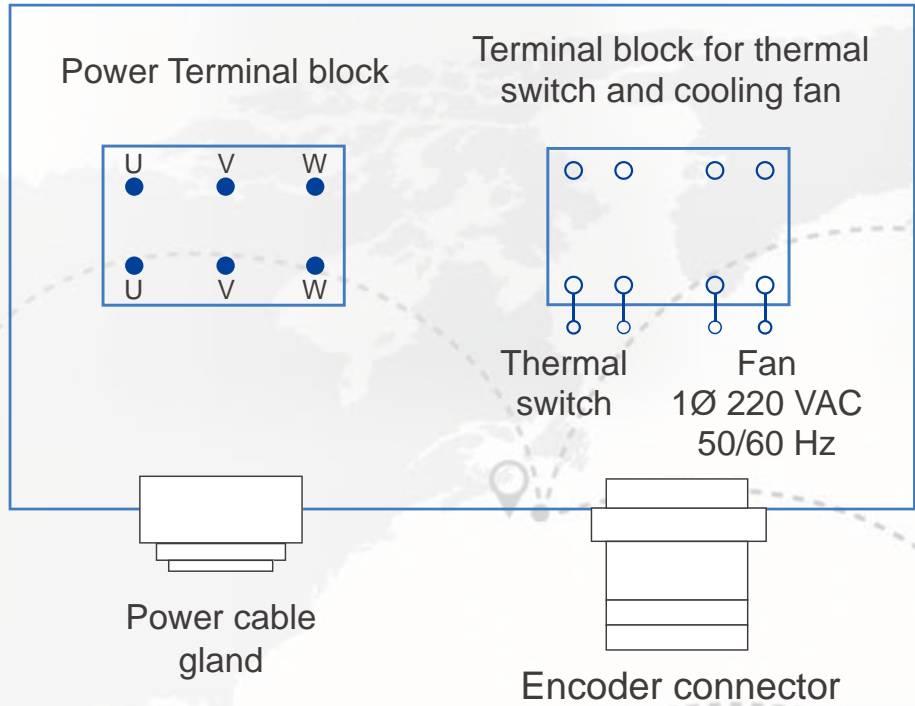 Power Terminal block
Terminal block for thermal
switch and cooling fan
U V W
U V W
Thermal
switch
Fan
1Ø 220 VAC
50/60 Hz
Power cable
gland
Encoder connector